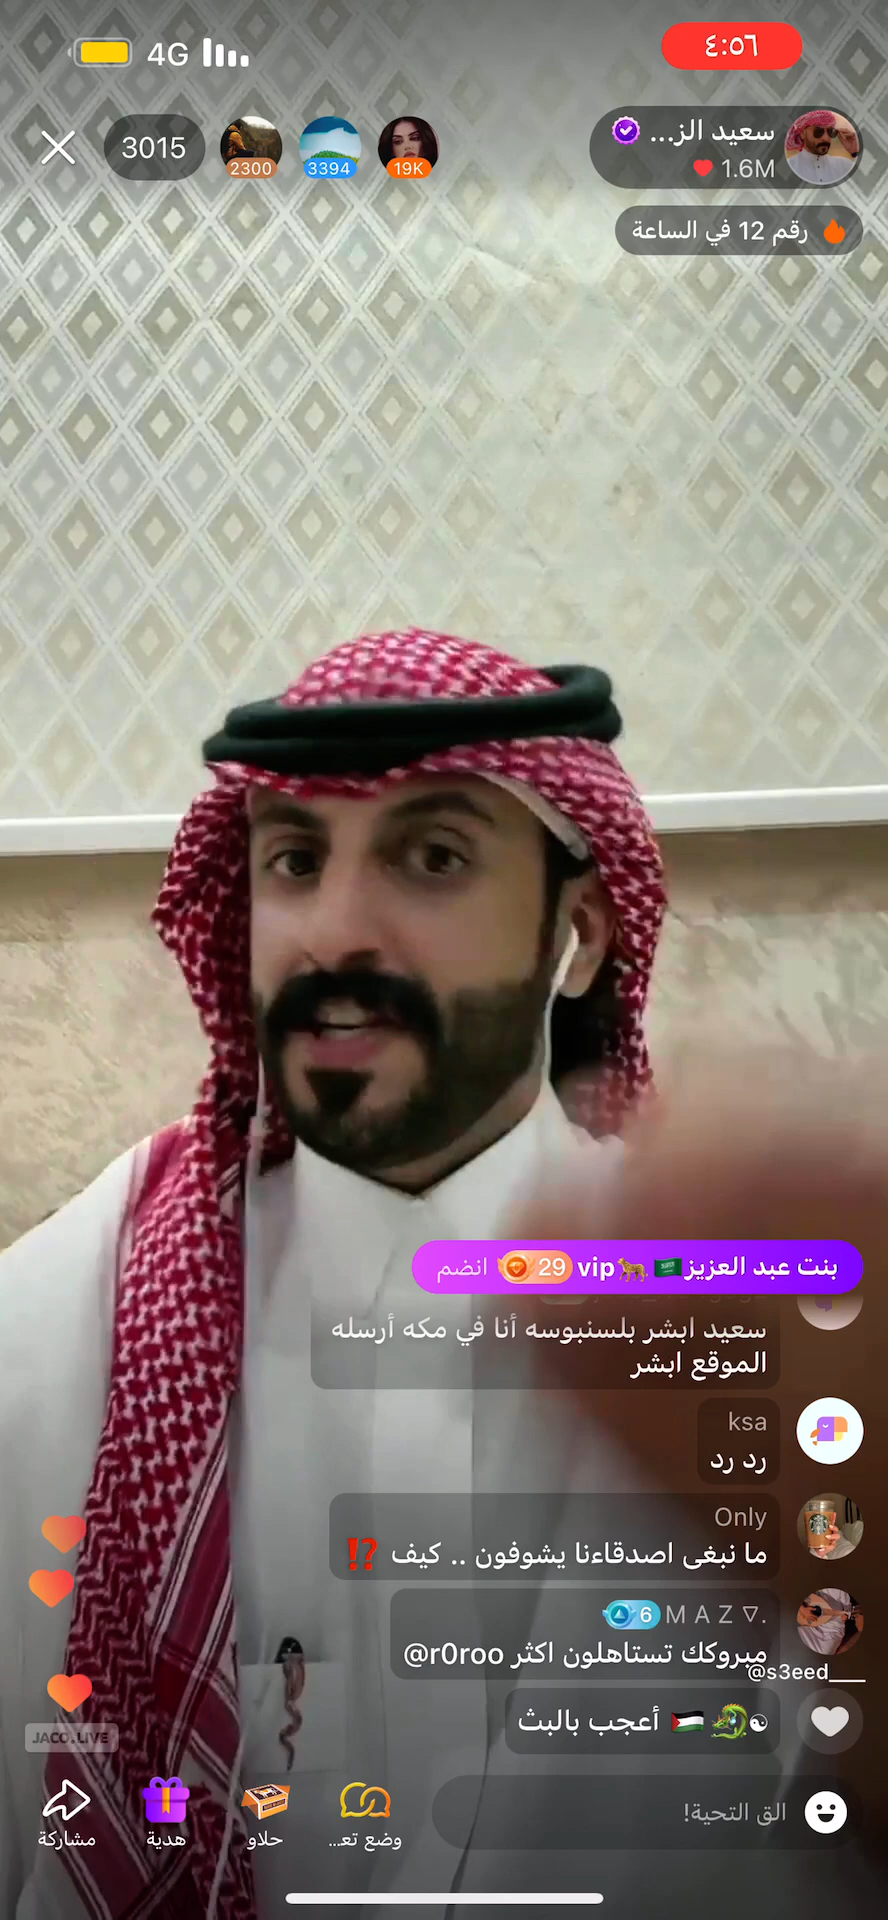 4G
٤:٥٦
3015
2300
3394
19K
سعيد الز...
1.6M
رقم 12 في الساعة
بنت عبد العزيز🇸🇦🐆vip 29 انضم
سعيد ابشر بلسنبوسه أنا في مكه أرسله
الموقع ابشر
ksa
رد رد
Only
ما نبغى اصدقاءنا يشوفون .. كيف ⁉️
6 M A Z ▽.
مبروكك تستاهلون اكثر @r0roo
@s3eed___
☯🐉🇵🇸 أعجب بالبث
JACO.LIVE
الق التحية!
وضع تعـ...
حلاو
هدية
مشاركة